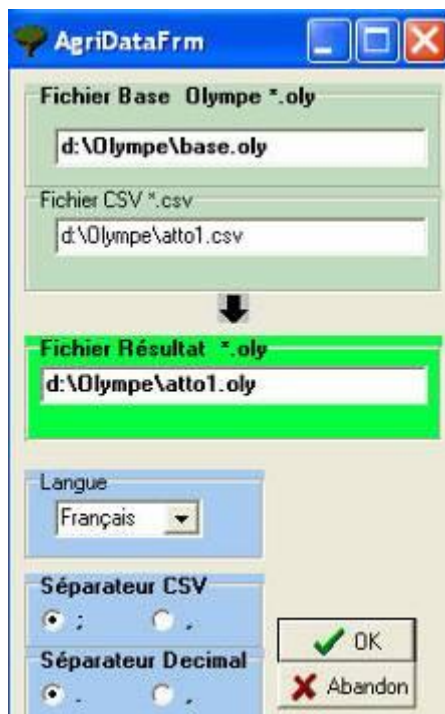 AgriDataFrm
Fichier Base Olympe *.oly
d:\Olympe\base.oly
Fichier CSV *.csv
d:\Olympe\atto1.csv
Fichier Résultat *.oly
d:\Olympe\atto1.oly
Langue
Français
Séparateur CSV
; ,
Séparateur Decimal
. ,
OK
Abandon